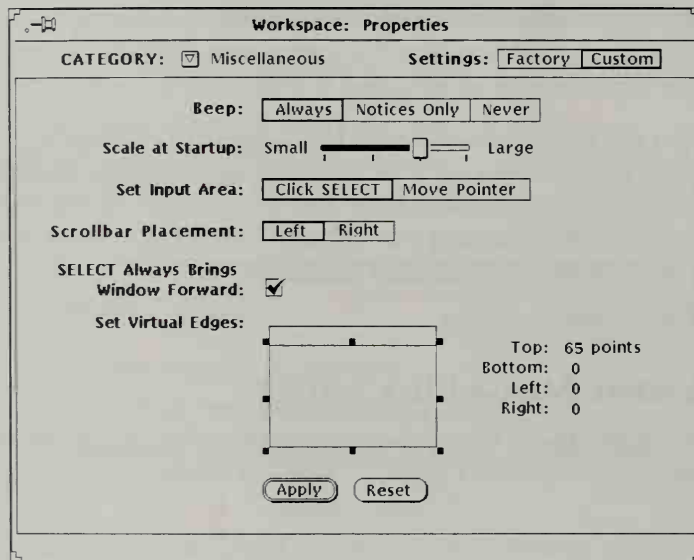 Workspace: Properties
CATEGORY: Miscellaneous Settings: Factory Custom
Beep: Always Notices Only Never
Scale at Startup: Small Large
Set Input Area: Click SELECT Move Pointer
Scrollbar Placement: Left Right
SELECT Always Brings
Window Forward:
Set Virtual Edges:
Top: 65 points
Bottom: 0
Left: 0
Right: 0
Apply Reset